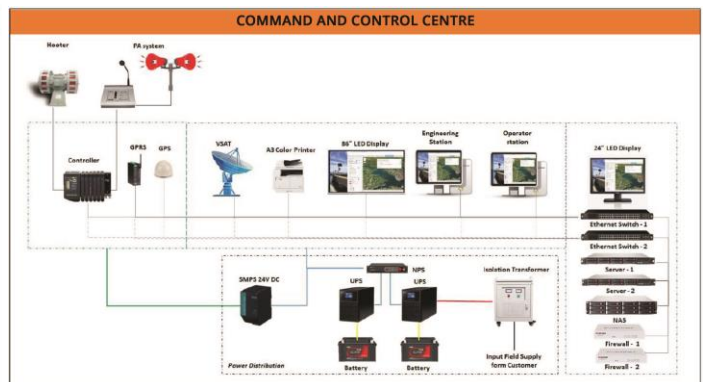 COMMAND AND CONTROL CENTRE
Hooter
PA system
Controller
GPRS
GPS
VSAT
A3 Color Printer
86" LED Display
Engineering
Station
Operator
station
24" LED Display
Ethernet Switch - 1
Ethernet Switch - 2
Server - 1
Server - 2
NAS
Firewall - 1
Firewall - 2
SMPS 24V DC
UPS
NPS
UPS
Isolation Transformer
Battery
Battery
Input Field Supply
form Customer
Power Distribution